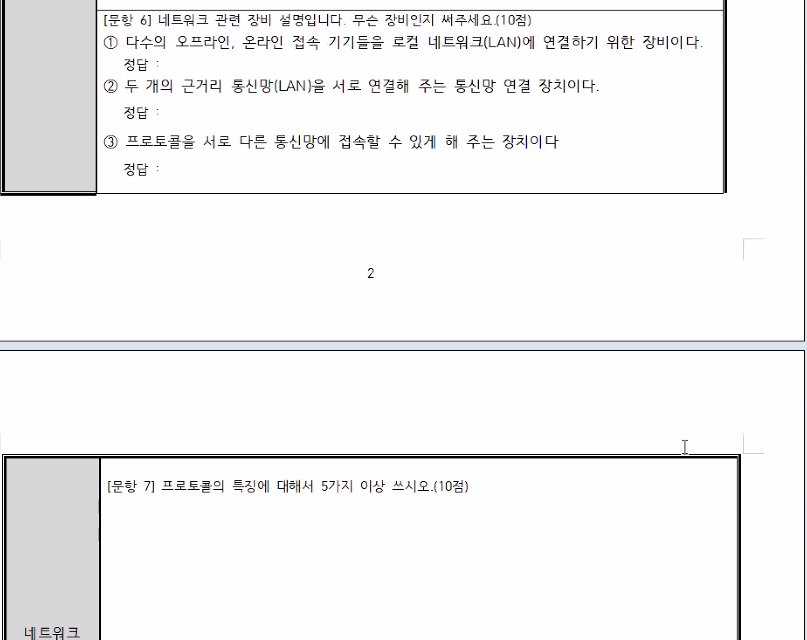 [문항 6] 네트워크 관련 장비 설명입니다. 무슨 장비인지 써주세요.(10점)
① 다수의 오프라인, 온라인 접속 기기들을 로컬 네트워크(LAN)에 연결하기 위한 장비이다.
정답 :
② 두 개의 근거리 통신망(LAN)을 서로 연결해 주는 통신망 연결 장치이다.
정답 :
③ 프로토콜을 서로 다른 통신망에 접속할 수 있게 해 주는 장치이다
정답 :
2
[문항 7] 프로토콜의 특징에 대해서 5가지 이상 쓰시오.(10점)
네트워크